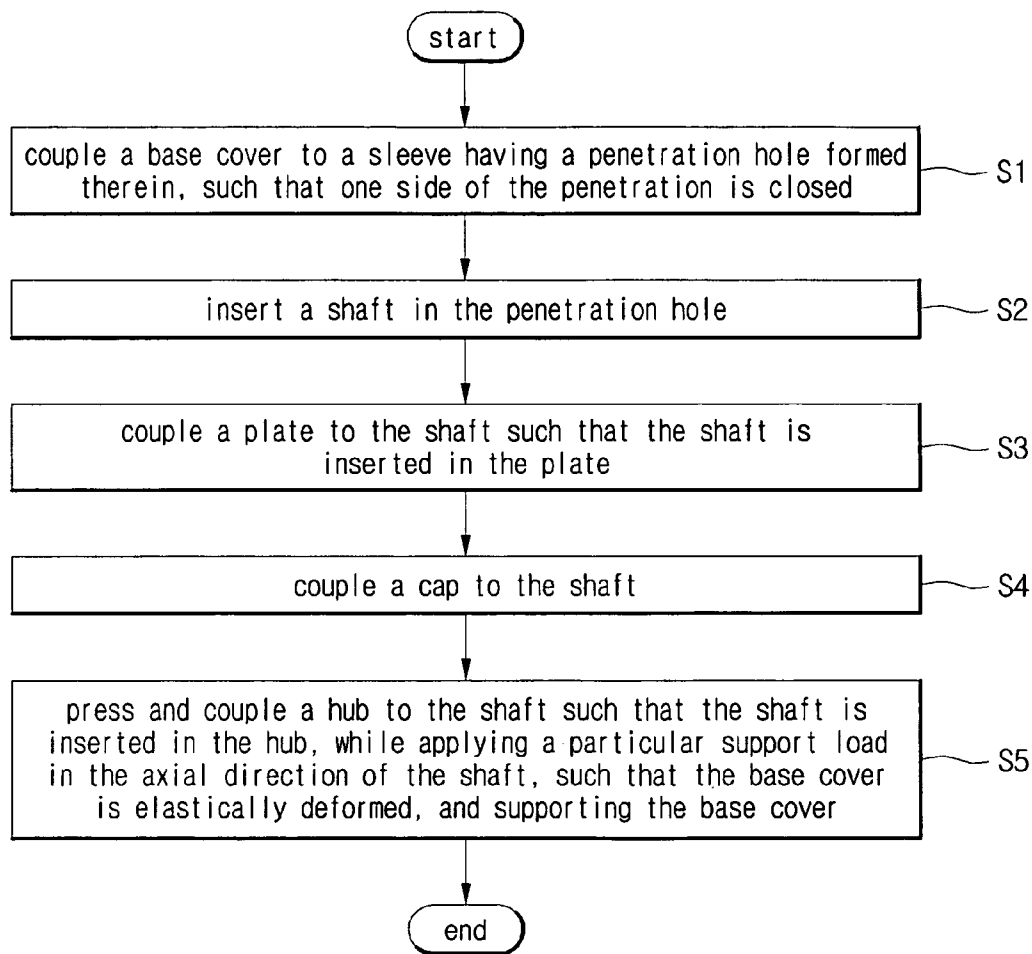 start
couple a base cover to a sleeve having a penetration hole formed
therein, such that one side of the penetration is closed
S1
insert a shaft in the penetration hole
S2
couple a plate to the shaft such that the shaft is
inserted in the plate
S3
couple a cap to the shaft
S4
press and couple a hub to the shaft such that the shaft is
inserted in the hub, while applying a particular support load
in the axial direction of the shaft, such that the base cover
is elastically deformed, and supporting the base cover
S5
end